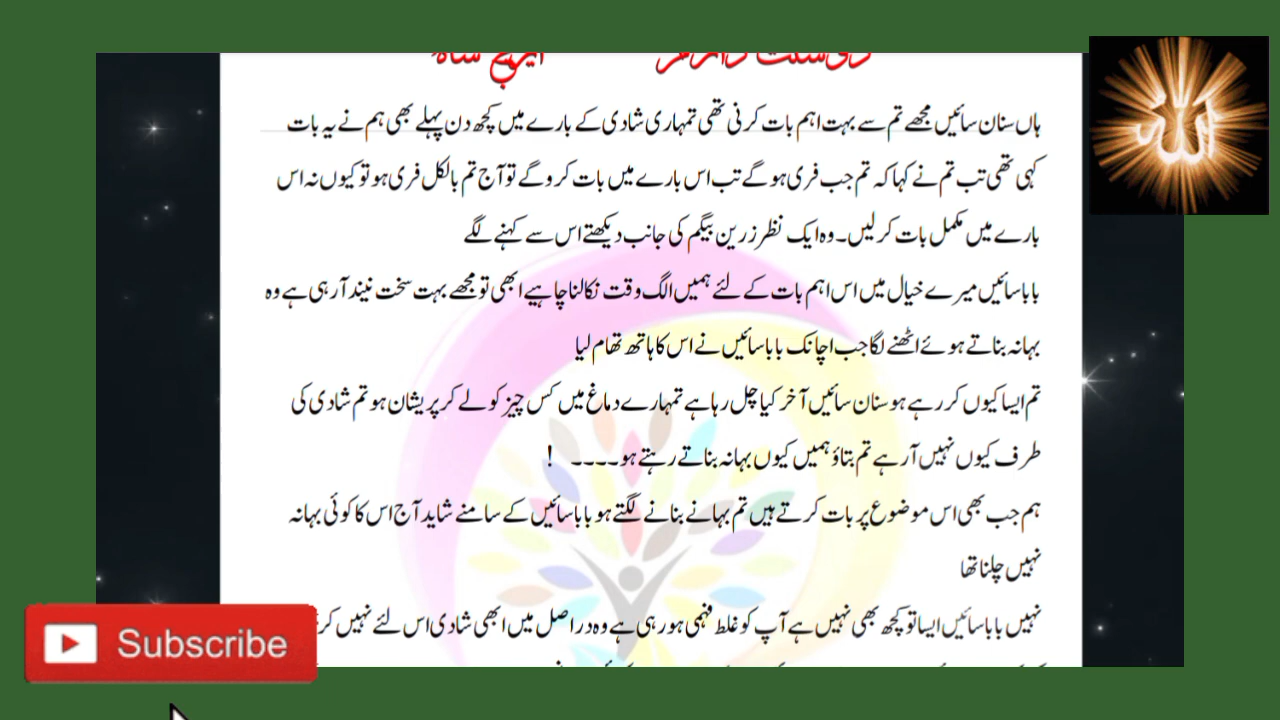 ہاں سنان سائیں مجھے تم سے بہت اہم بات کرنی تھی تمہاری شادی کے بارے میں کچھ دن پہلے بھی ہم نے یہ بات
کہی تھی تب تم نے کہا کہ تم جب فری ہو گے تب اس بارے میں بات کرو گے تو آج تم بالکل فری ہو تو کیوں نہ اس
بارے میں مکمل بات کر لیں۔ وہ ایک نظر زرین بیگم کی جانب دیکھتے اس سے کہنے لگے
بابا سائیں میرے خیال میں اس اہم بات کے لئے ہمیں الگ وقت نکالنا چاہیے ابھی تو مجھے بہت سخت نیند آ رہی ہے وہ
بہانہ بناتے ہوئے اٹھنے لگا جب اچانک بابا سائیں نے اس کا ہاتھ تھام لیا
تم ایسا کیوں کر رہے ہو سنان سائیں آخر کیا چل رہا ہے تمہارے دماغ میں کس چیز کو لے کر پریشان ہو تم شادی کی
طرف کیوں نہیں آ رہے تم بتاؤ ہمیں کیوں بہانہ بناتے رہتے ہو۔۔۔۔ !
ہم جب بھی اس موضوع پر بات کرتے ہیں تم بہانے بنانے لگتے ہو بابا سائیں کے سامنے شاید آج اس کا کوئی بہانہ
نہیں چلنا تھا
نہیں بابا سائیں ایسا تو کچھ بھی نہیں ہے آپ کو غلط فہمی ہو رہی ہے وہ دراصل میں ابھی شادی اس لئے نہیں کر
الله
Subscribe